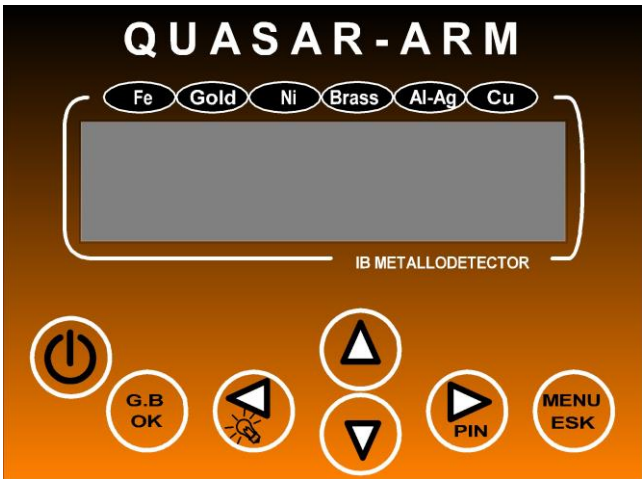 QUASAR-ARM
Fe Gold Ni Brass Al-Ag Cu
IB METALLODETECTOR
G.B
OK
PIN
MENU
ESK